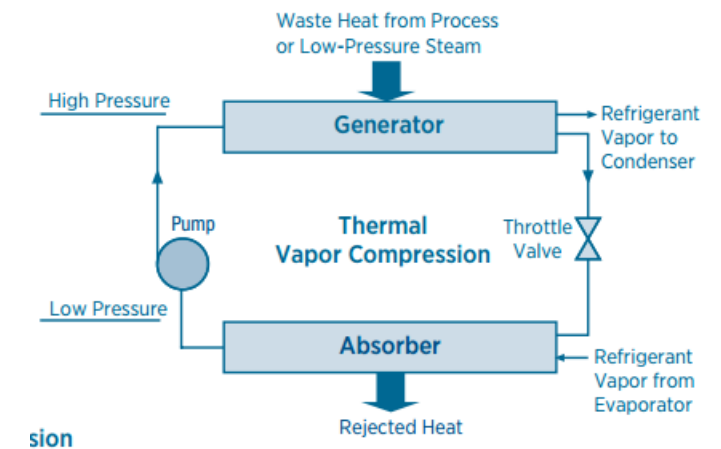 Waste Heat from Process
or Low-Pressure Steam
High Pressure
Generator
Refrigerant
Vapor to
Condenser
Pump
Thermal
Vapor Compression
Throttle
Valve
Low Pressure
Absorber
Refrigerant
Vapor from
Evaporator
Rejected Heat
sion